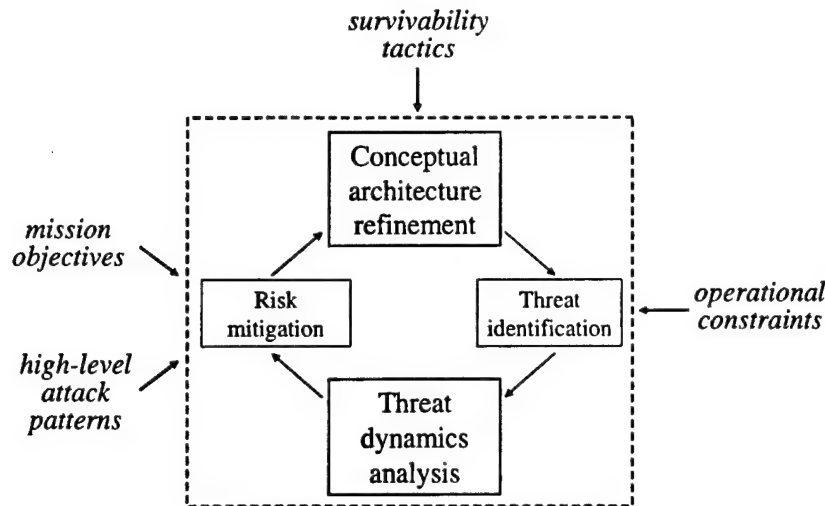 survivability
tactics
Conceptual
architecture
refinement
mission
objectives
Risk
mitigation
Threat
identification
operational
constraints
high-level
attack
patterns
Threat
dynamics
analysis